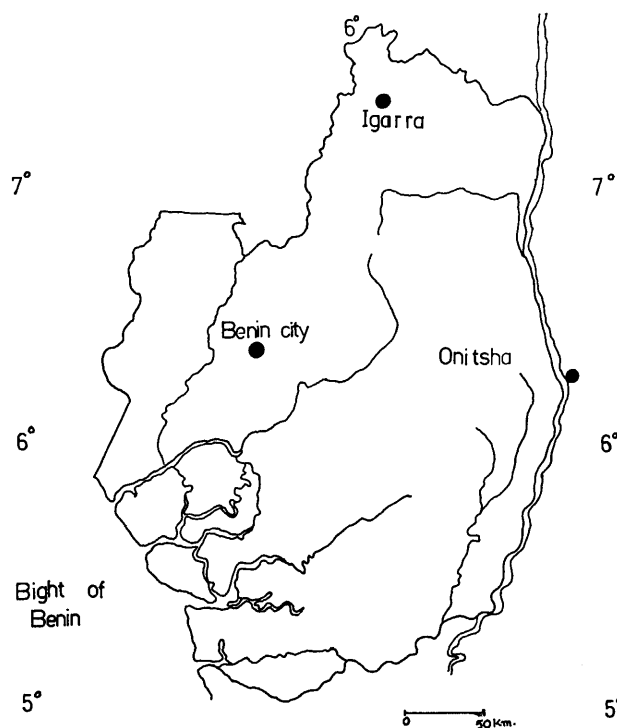 6°
Igarra
7°
7°
Benin city
Onitsha
6°
6°
Bight of
Benin
5°
5°
0 50 Km.